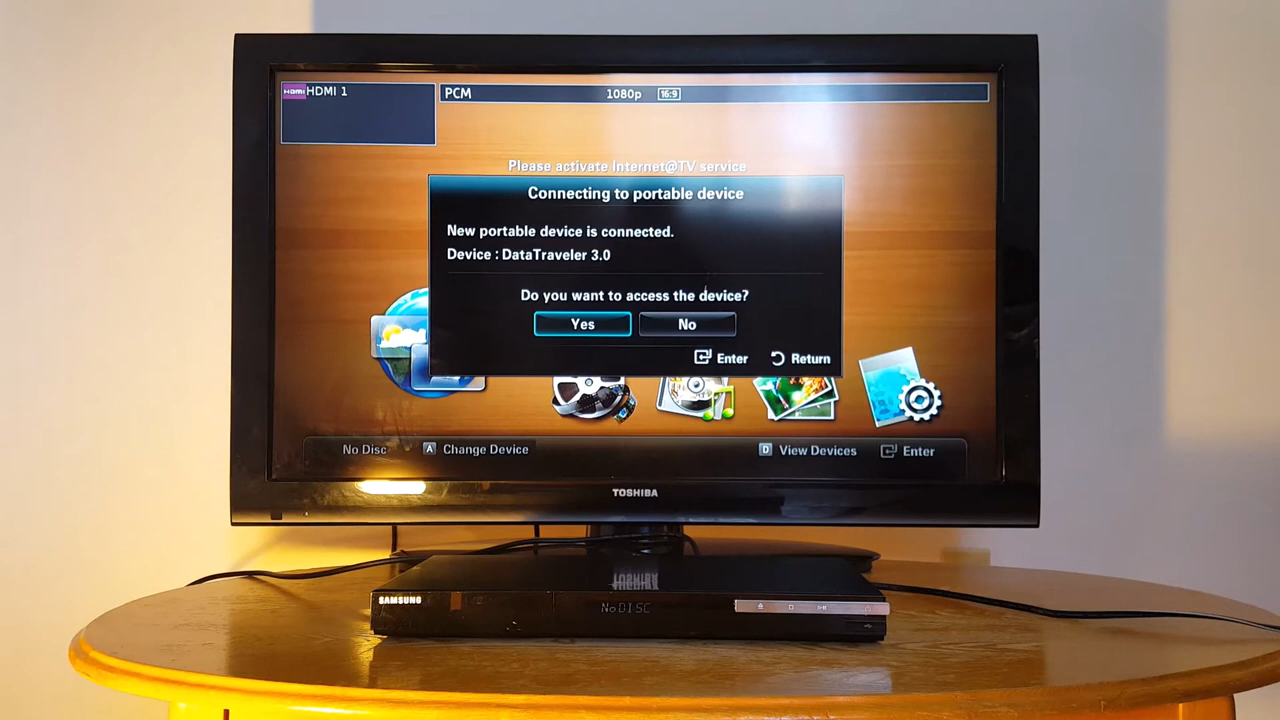 HDMI HDMI 1
PCM 1080p 16:9
Please activate Internet@TV service
Connecting to portable device
New portable device is connected.
Device : DataTraveler 3.0
Do you want to access the device?
Yes No
Enter Return
No Disc A Change Device D View Devices Enter
TOSHIBA
SAMSUNG
NoDISC